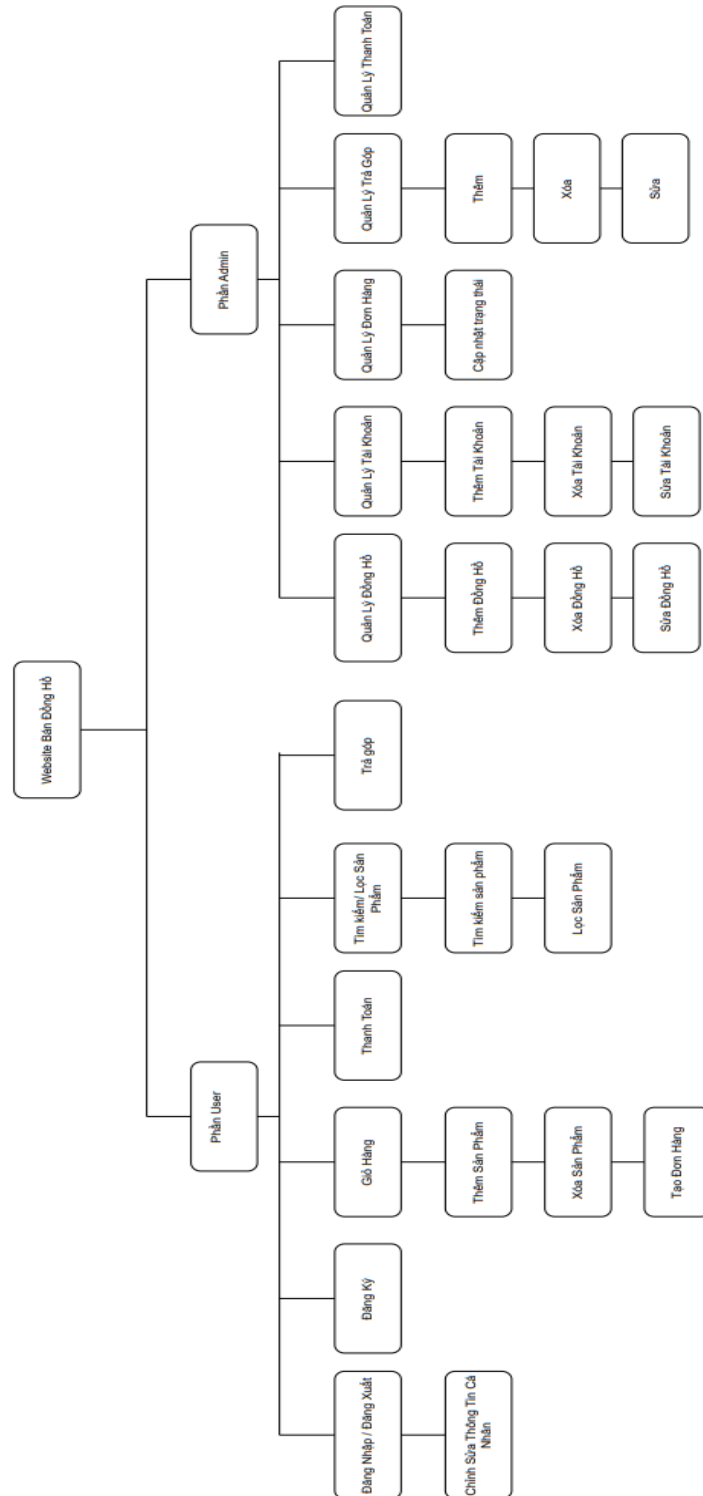 Website Bán Đồng Hồ
Phần User
Phần Admin
Đăng Nhập / Đăng Xuất
Đăng Ký
Giỏ Hàng
Thanh Toán
Tìm kiếm/ Lọc Sản
Phẩm
Trả góp
Quản Lý Đồng Hồ
Quản Lý Tài Khoản
Quản Lý Đơn Hàng
Quản Lý Trả Góp
Quản Lý Thanh Toán
Chỉnh Sửa Thông Tin Cá
Nhân
Thêm Sản Phẩm
Tìm kiếm sản phẩm
Thêm Đồng Hồ
Thêm Tài Khoản
Cập nhật trạng thái
Thêm
Xóa Sản Phẩm
Lọc Sản Phẩm
Xóa Đồng Hồ
Xóa Tài Khoản
Xóa
Tạo Đơn Hàng
Sửa Đồng Hồ
Sửa Tài Khoản
Sửa